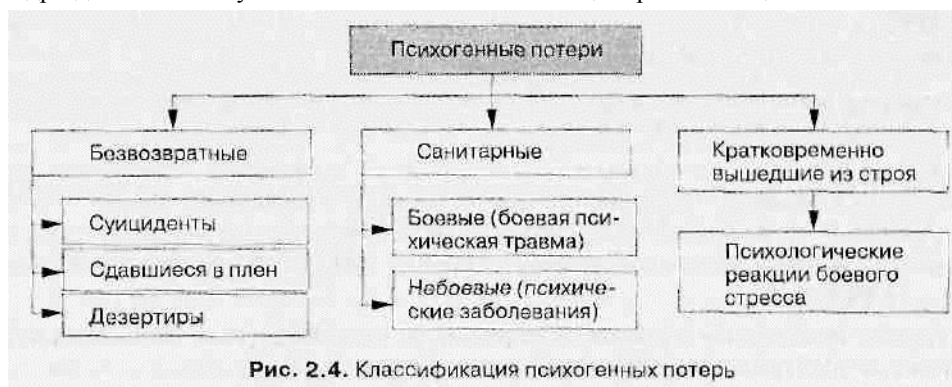 Психогенные потери
Безвозвратные
Суициденты
Сдавшиеся в плен
Дезертиры
Санитарные
Боевые (боевая пси-
хическая травма)
Небоевые (психиче-
ские заболевания)
Кратковременно
вышедшие из строя
Психологические
реакции боевого
стресса
Рис. 2.4. Классификация психогенных потерь